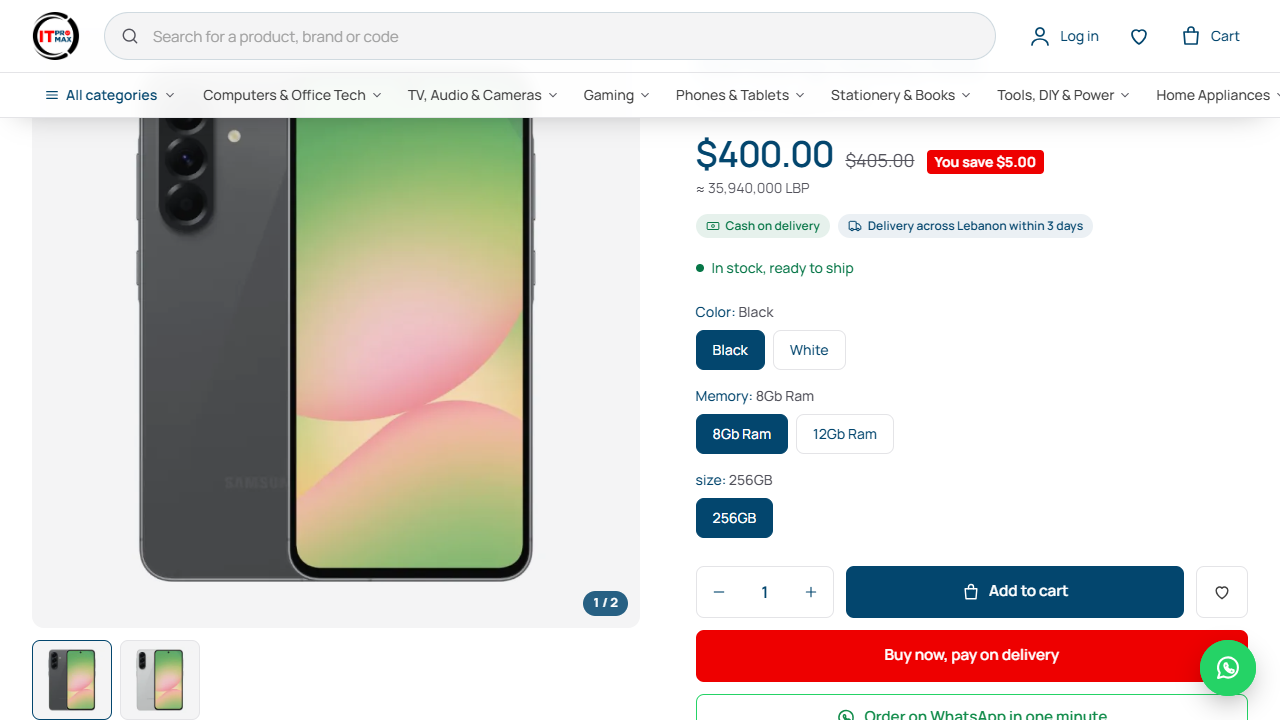 IT PRO MAX
Search for a product, brand or code
Log in
Cart
All categories
Computers & Office Tech
TV, Audio & Cameras
Gaming
Phones & Tablets
Stationery & Books
Tools, DIY & Power
Home Appliances
SAMSUNG
1 / 2
$400.00 $405.00 You save $5.00
≈ 35,940,000 LBP
Cash on delivery
Delivery across Lebanon within 3 days
In stock, ready to ship
Color: Black
Black
White
Memory: 8Gb Ram
8Gb Ram
12Gb Ram
size: 256GB
256GB
1
Add to cart
Buy now, pay on delivery
Order on WhatsApp in one minute